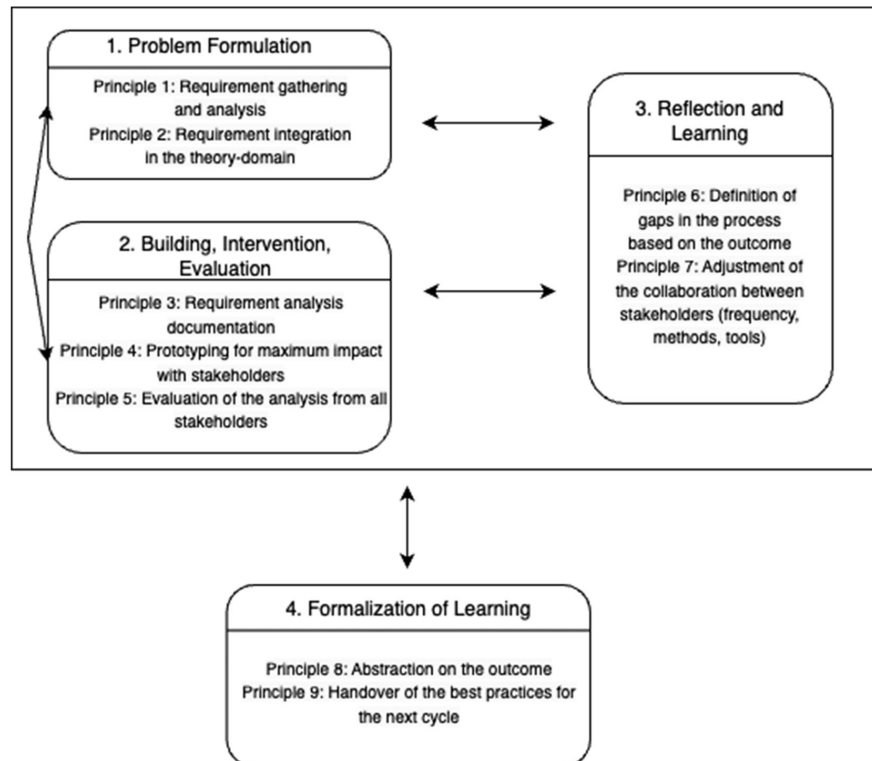 1. Problem Formulation
Principle 1: Requirement gathering
and analysis
Principle 2: Requirement integration
in the theory-domain
2. Building, Intervention,
Evaluation
Principle 3: Requirement analysis
documentation
Principle 4: Prototyping for maximum impact
with stakeholders
Principle 5: Evaluation of the analysis from all
stakeholders
3. Reflection and
Learning
Principle 6: Definition of
gaps in the process
based on the outcome
Principle 7: Adjustment of
the collaboration between
stakeholders (frequency,
methods, tools)
4. Formalization of Learning
Principle 8: Abstraction on the outcome
Principle 9: Handover of the best practices for
the next cycle